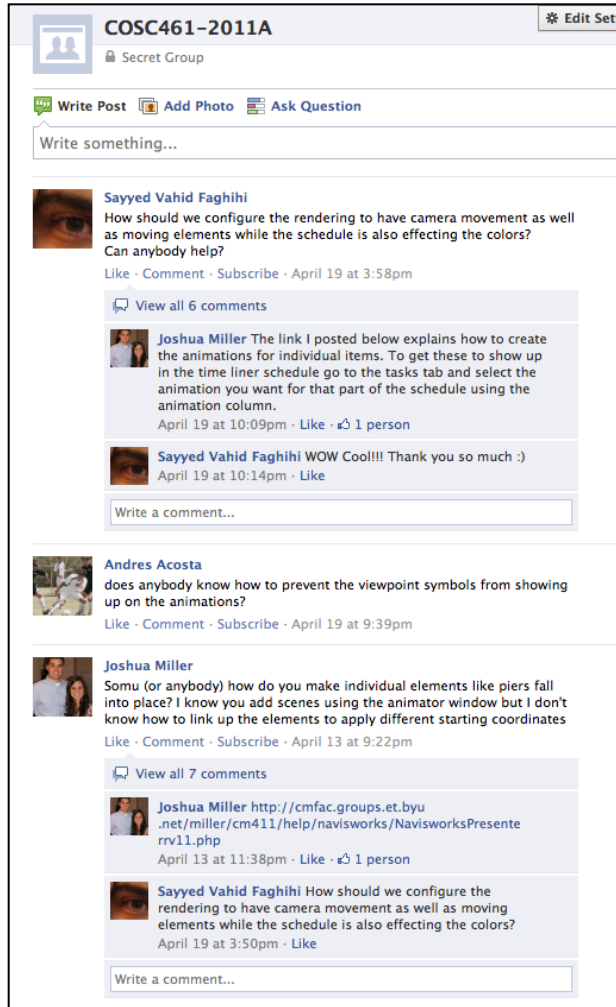 COSC461-2011A
Edit Set
Secret Group
Write Post Add Photo Ask Question
Write something...
Sayyed Vahid Faghihi
How should we configure the rendering to have camera movement as well
as moving elements while the schedule is also effecting the colors?
Can anybody help?
Like · Comment · Subscribe · April 19 at 3:58pm
View all 6 comments
Joshua Miller The link I posted below explains how to create
the animations for individual items. To get these to show up
in the time liner schedule go to the tasks tab and select the
animation you want for that part of the schedule using the
animation column.
April 19 at 10:09pm · Like · 1 person
Sayyed Vahid Faghihi WOW Cool!!! Thank you so much :)
April 19 at 10:14pm · Like
Write a comment...
Andres Acosta
does anybody know how to prevent the viewpoint symbols from showing
up on the animations?
Like · Comment · Subscribe · April 19 at 9:39pm
Joshua Miller
Somu (or anybody) how do you make individual elements like piers fall
into place? I know you add scenes using the animator window but I don't
know how to link up the elements to apply different starting coordinates
Like · Comment · Subscribe · April 13 at 9:22pm
View all 7 comments
Joshua Miller http://cmfac.groups.et.byu
.net/miller/cm411/help/navisworks/NavisworksPresente
rrv11.php
April 13 at 11:38pm · Like · 1 person
Sayyed Vahid Faghihi How should we configure the
rendering to have camera movement as well as moving
elements while the schedule is also effecting the colors?
April 19 at 3:50pm · Like
Write a comment...